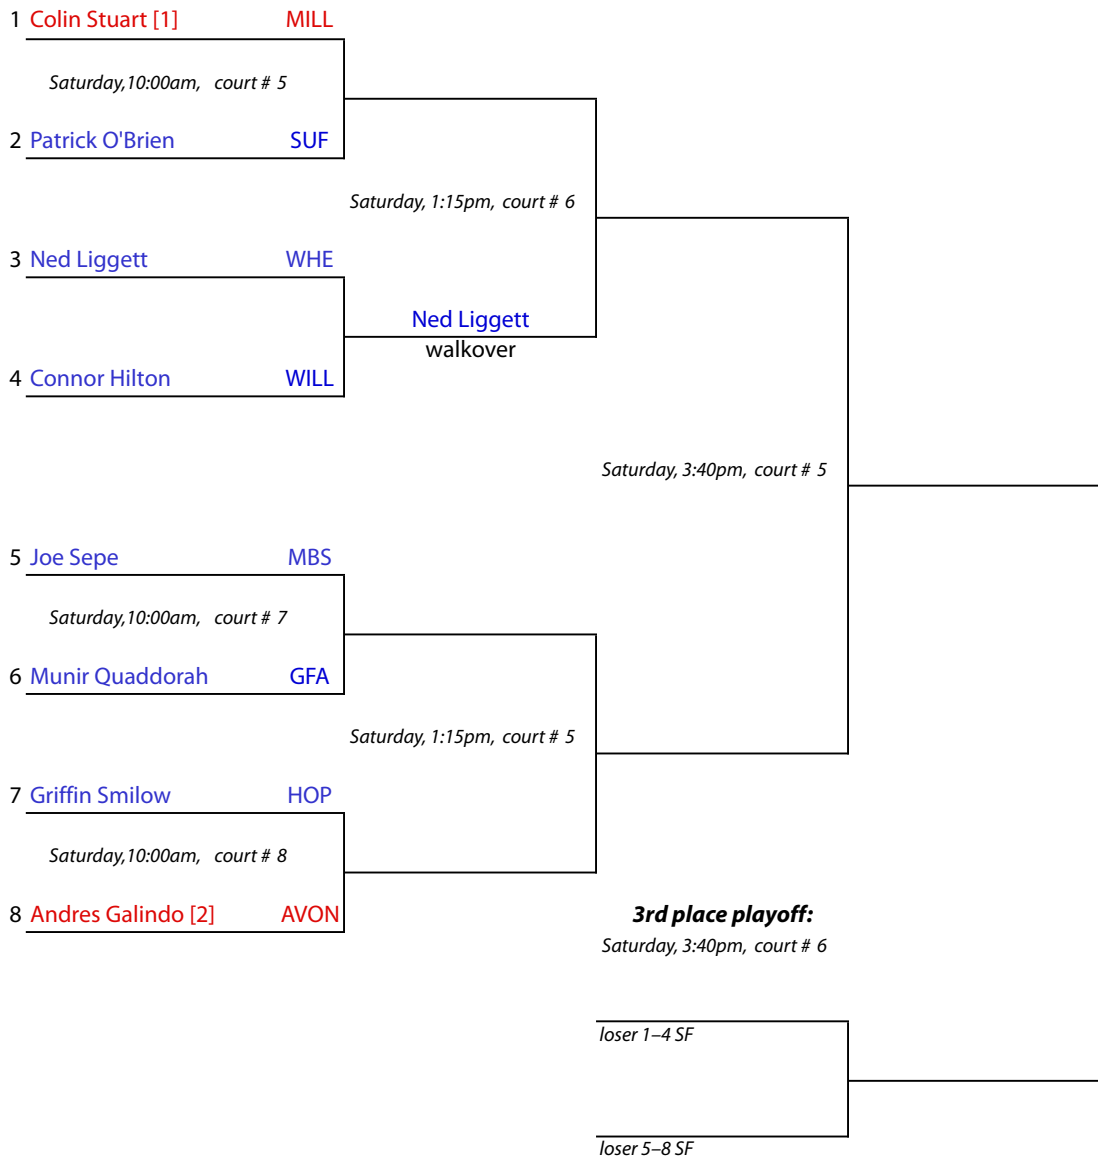 1 Colin Stuart [1] MILL
Saturday,10:00am, court # 5
2 Patrick O'Brien SUF
Saturday, 1:15pm, court # 6
3 Ned Liggett WHE
Ned Liggett
walkover
4 Connor Hilton WILL
Saturday, 3:40pm, court # 5
5 Joe Sepe MBS
Saturday,10:00am, court # 7
6 Munir Quaddorah GFA
Saturday, 1:15pm, court # 5
7 Griffin Smilow HOP
Saturday,10:00am, court # 8
8 Andres Galindo [2] AVON
3rd place playoff:
Saturday, 3:40pm, court # 6
loser 1–4 SF
loser 5–8 SF